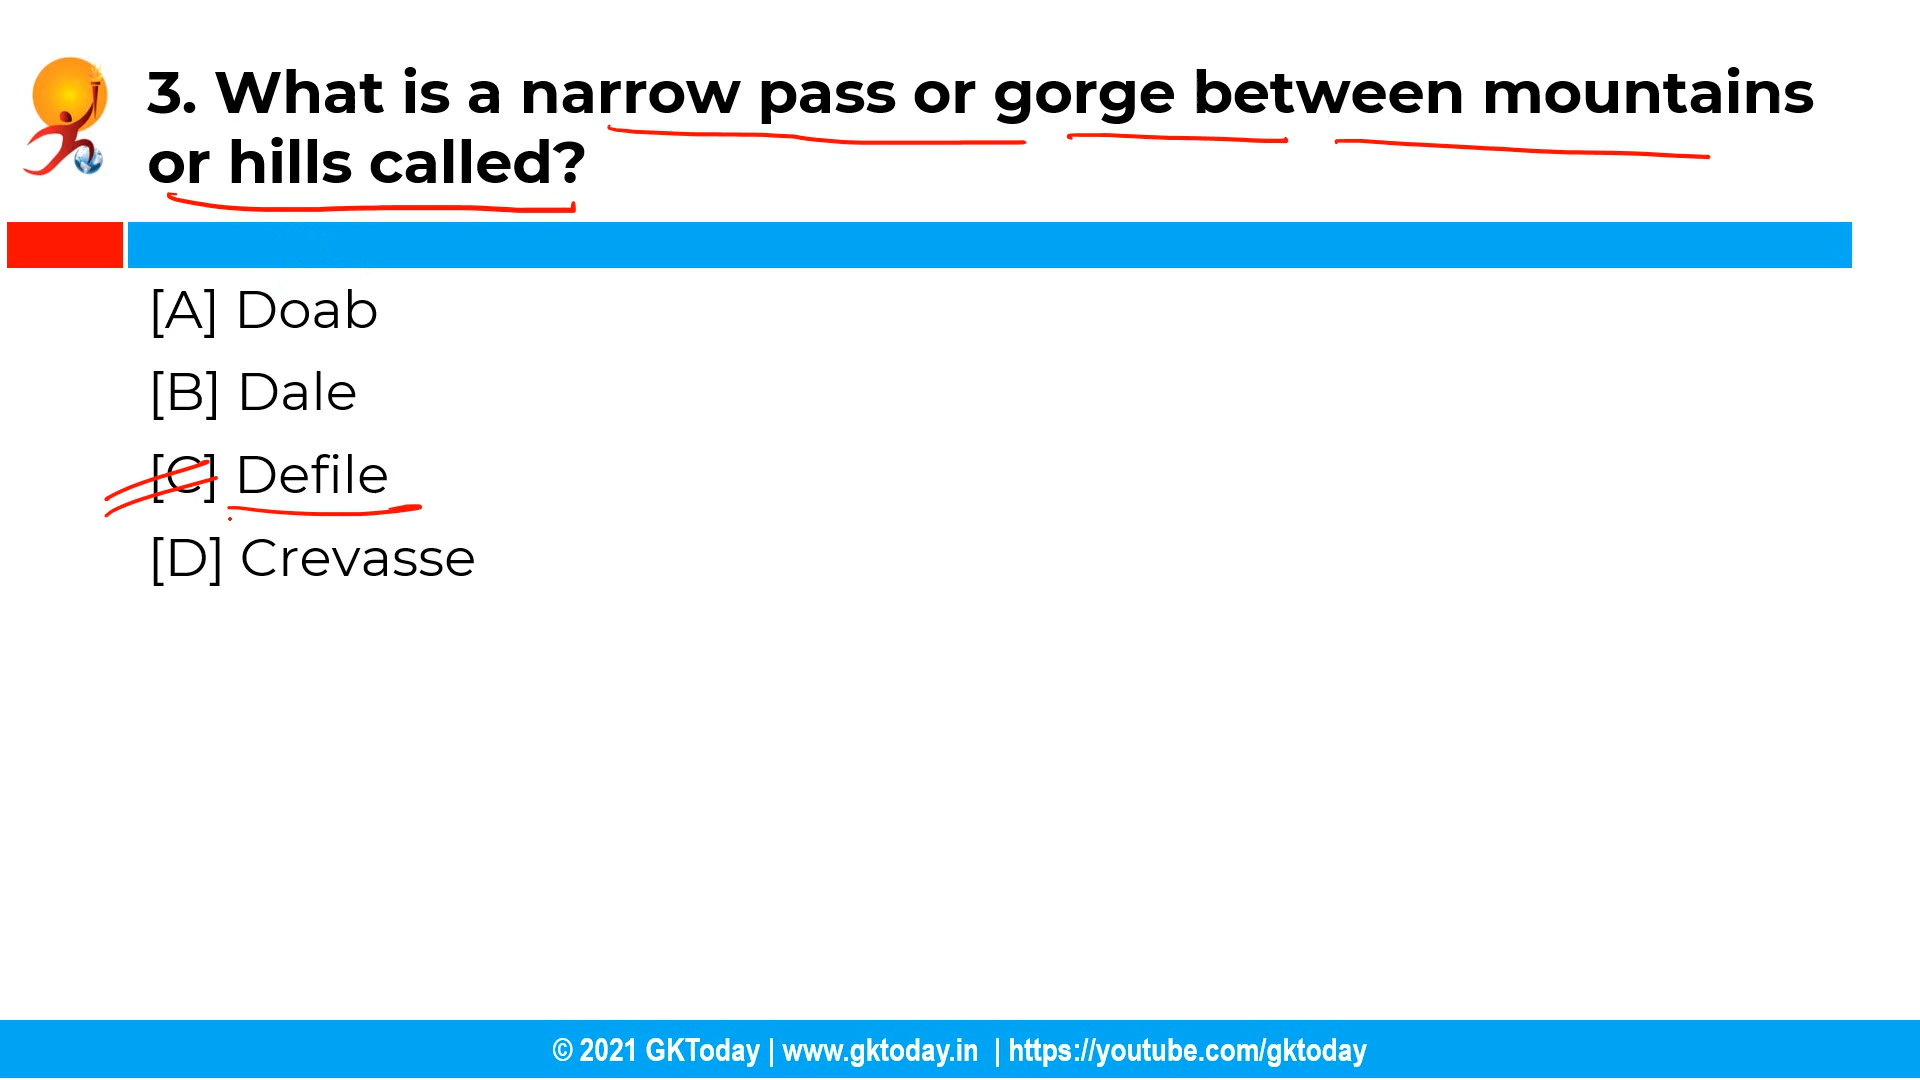 3. What is a narrow pass or gorge between mountains
or hills called?
[A] Doab
[B] Dale
[C] Defile
[D] Crevasse
© 2021 GKToday | www.gktoday.in | https://youtube.com/gktoday